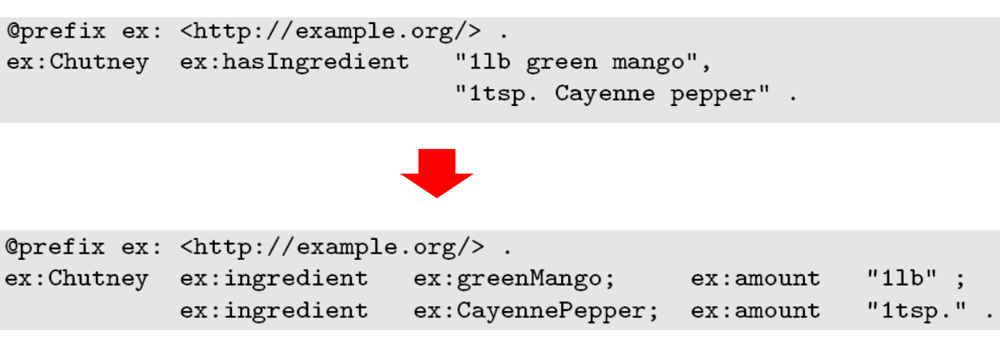 @prefix ex: <http://example.org/> .
ex:Chutney ex:hasIngredient "1lb green mango",
"1tsp. Cayenne pepper" .
@prefix ex: <http://example.org/> .
ex:Chutney ex:ingredient ex:greenMango; ex:amount "1lb" ;
ex:ingredient ex:CayennePepper; ex:amount "1tsp." .